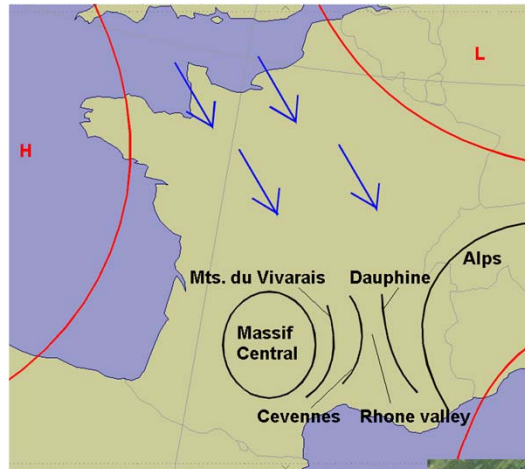 L
H
Alps
Mts. du Vivarais
Dauphine
Massif
Central
Cevennes
Rhone valley